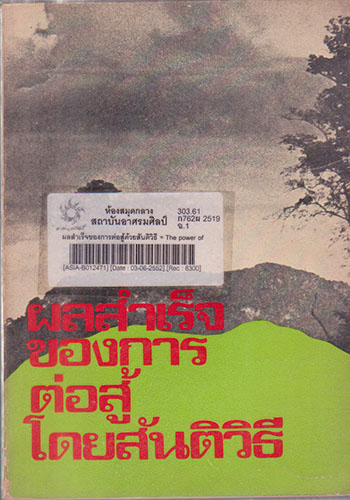 ห้องสมุดกลาง
สถาบันอาศรมศิลป์
303.61
ก762ผ 2519
ฉ.1
ผลสำเร็จของการต่อสู้ด้วยสันติวิธี = The power of
[ASIA-B012471] [Date : 03-06-2552] [Rec : 8300]
ผลสำเร็จ
ของการ
ต่อสู้
โดยสันติวิธี